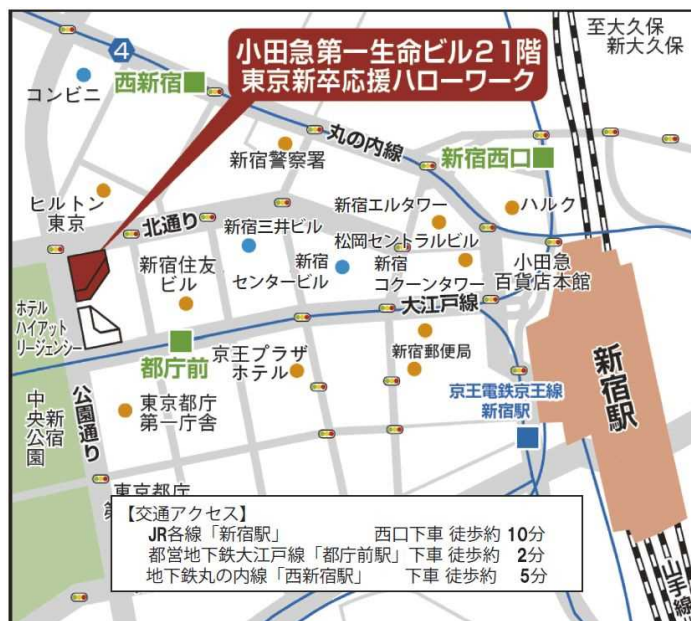 小田急第一生命ビル21階
東京新卒応援ハローワーク
至大久保
新大久保
4
西新宿
コンビニ
丸の内線
新宿西口
新宿警察署
ヒルトン
東京
北通り
新宿三井ビル
新宿エルタワー
ハルク
松岡セントラルビル
新宿住友
ビル
新宿
センタービル
新宿
コクーンタワー
小田急
百貨店本館
大江戸線
ホテル
ハイアット
リージェンシー
都庁前
京王プラザ
ホテル
新宿郵便局
京王電鉄京王線
新宿駅
新宿駅
新宿
中央公園
公園通り
東京都庁
第一庁舎
東京都庁
【交通アクセス】
JR各線「新宿駅」 西口下車 徒歩約 10分
都営地下鉄大江戸線「都庁前駅」下車 徒歩約 2分
地下鉄丸の内線「西新宿駅」 下車 徒歩約 5分
山手線